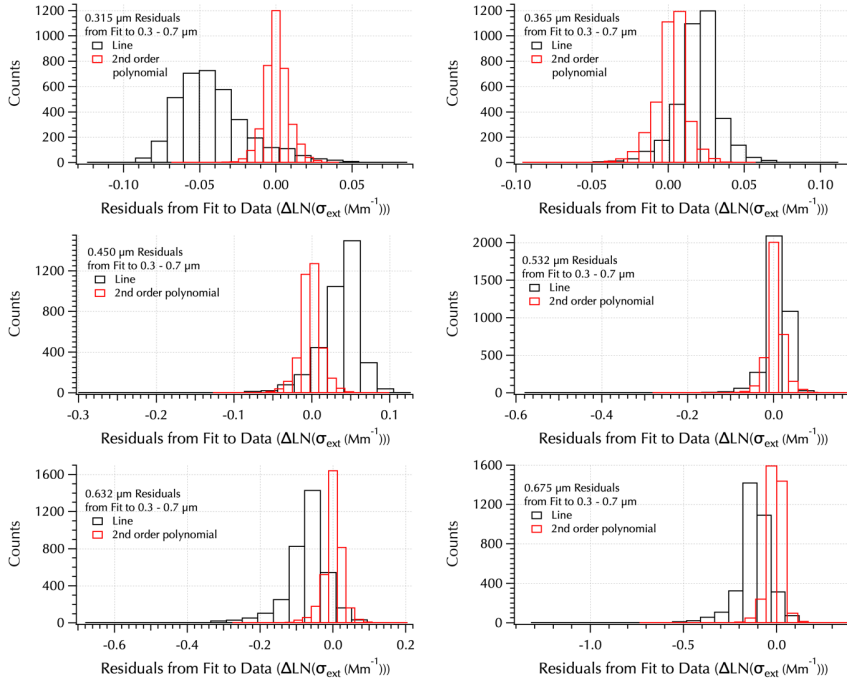 0.315 µm Residuals
from Fit to 0.3 - 0.7 µm
Line
2nd order
polynomial
Counts
1200
1000
800
600
400
200
0
-0.10
-0.05
0.00
0.05
Residuals from Fit to Data (ΔLN(σext (Mm-1)))
0.365 µm Residuals
from Fit to 0.3 - 0.7 µm
Line
2nd order
polynomial
Counts
1200
1000
800
600
400
200
0
-0.10
-0.05
0.00
0.05
0.10
Residuals from Fit to Data (ΔLN(σext (Mm-1)))
0.450 µm Residuals
from Fit to 0.3 - 0.7 µm
Line
2nd order polynomial
Counts
1200
800
400
0
-0.3
-0.2
-0.1
0.0
0.1
Residuals from Fit to Data (ΔLN(σext (Mm-1)))
0.532 µm Residuals
from Fit to 0.3 - 0.7 µm
Line
2nd order polynomial
Counts
2000
1500
1000
500
0
-0.6
-0.4
-0.2
0.0
Residuals from Fit to Data (ΔLN(σext (Mm-1)))
0.632 µm Residuals
from Fit to 0.3 - 0.7 µm
Line
2nd order polynomial
Counts
1600
1200
800
400
0
-0.6
-0.4
-0.2
0.0
0.2
Residuals from Fit to Data (ΔLN(σext (Mm-1)))
0.675 µm Residuals
from Fit to 0.3 - 0.7 µm
Line
2nd order polynomial
Counts
1600
1200
800
400
0
-1.0
-0.5
0.0
Residuals from Fit to Data (ΔLN(σext (Mm-1)))